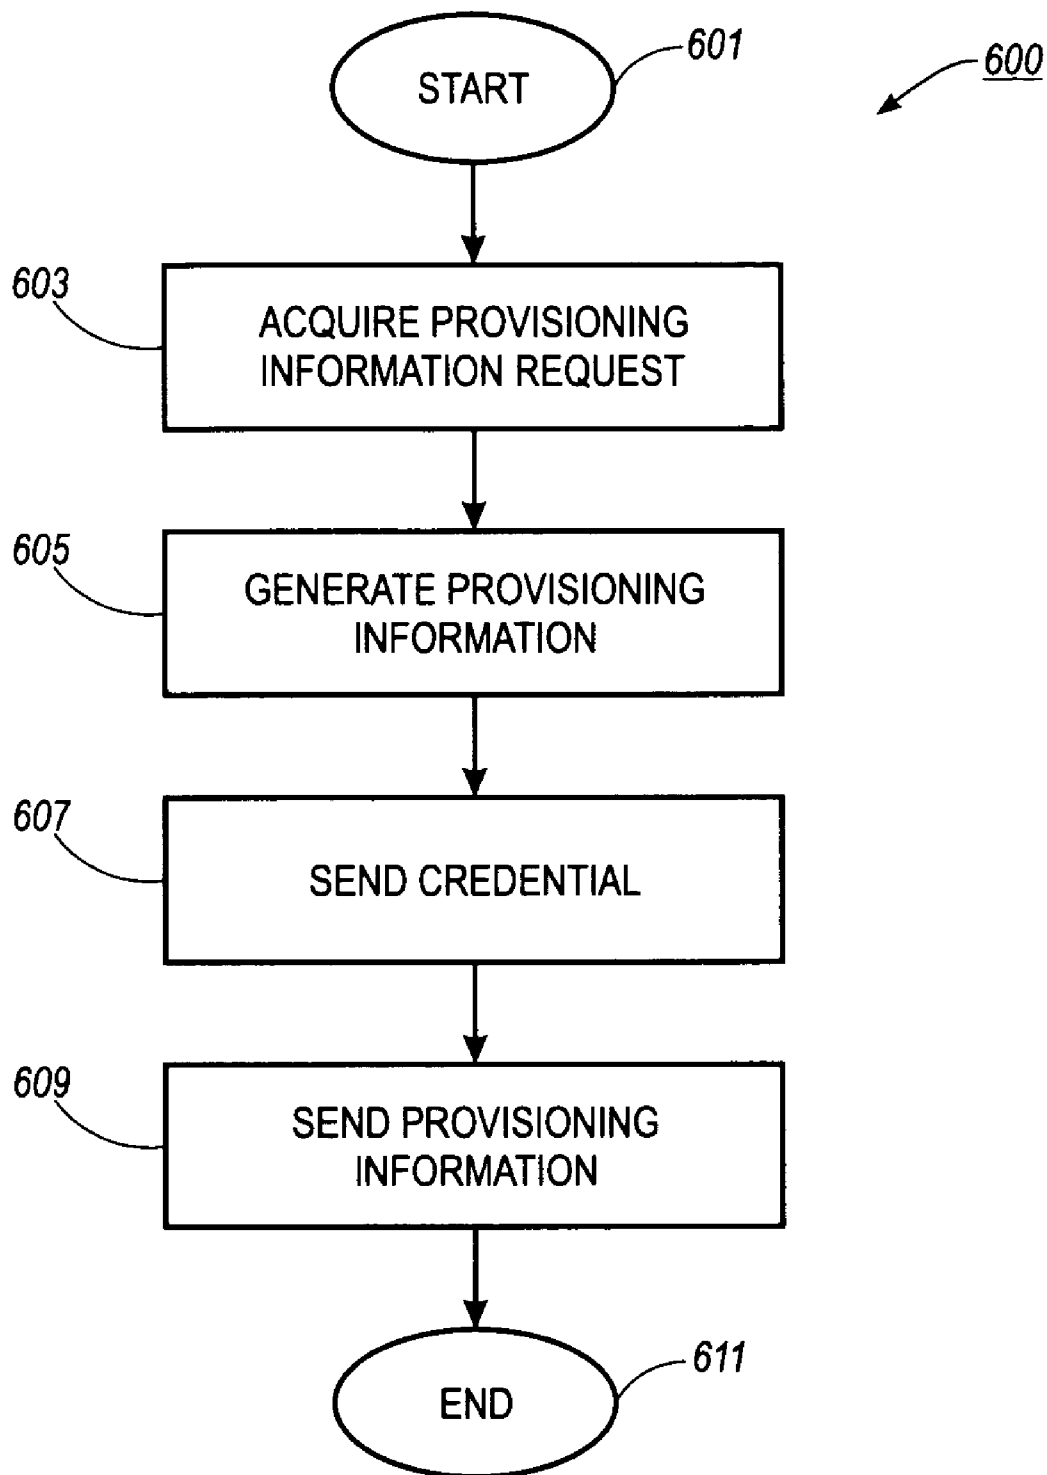 START
601
600
603
ACQUIRE PROVISIONING
INFORMATION REQUEST
605
GENERATE PROVISIONING
INFORMATION
607
SEND CREDENTIAL
609
SEND PROVISIONING
INFORMATION
END
611